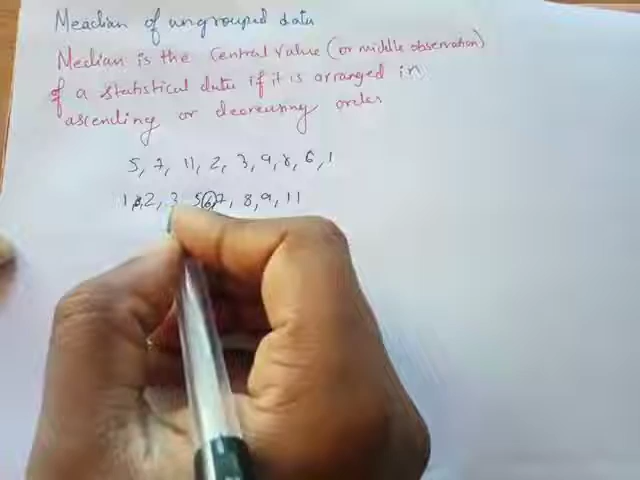 Meadian of ungrouped data
Median is the central value (or middle observation)
of a statistical data if it is arranged in
ascending or decreasing order
5, 7, 11, 2, 3, 9, 8, 6, 1
1, 2, 3 5, 6, 7, 8, 9, 11